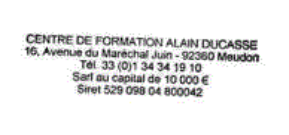 CENTRE DE FORMATION ALAIN DUCASSE
16, Avenue du Maréchal Juin - 92360 Meudon
Tél. 33 (0)1 34 34 19 10
Sarl au capital de 10 000 €
Siret 529 098 04 800042